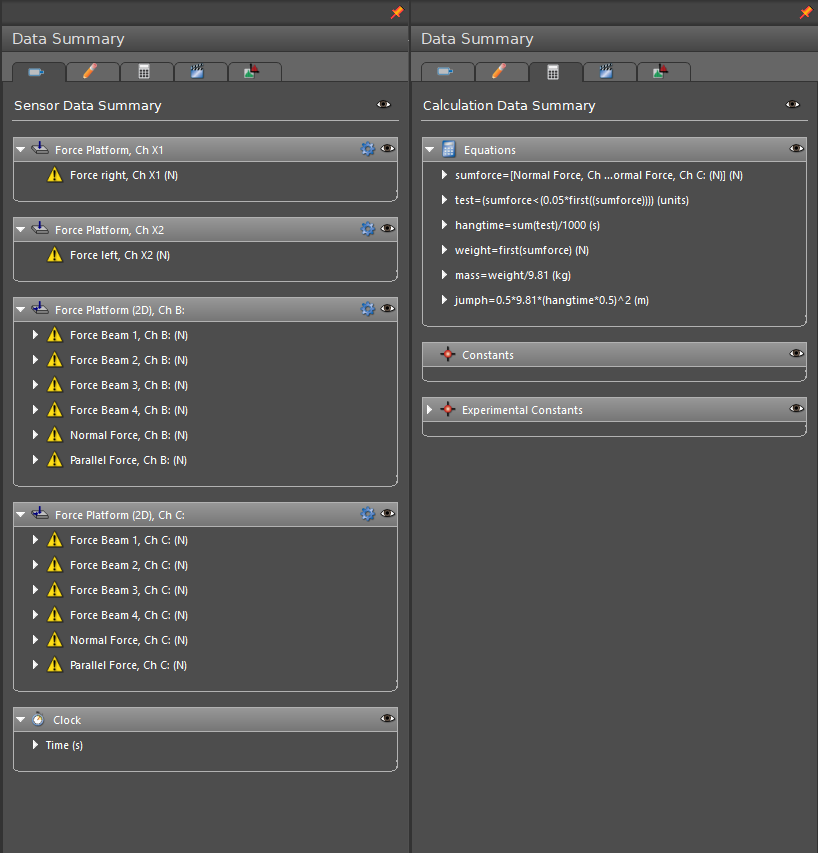 Data Summary
Sensor Data Summary
Force Platform, Ch X1
Force right, Ch X1 (N)
Force Platform, Ch X2
Force left, Ch X2 (N)
Force Platform (2D), Ch B:
Force Beam 1, Ch B: (N)
Force Beam 2, Ch B: (N)
Force Beam 3, Ch B: (N)
Force Beam 4, Ch B: (N)
Normal Force, Ch B: (N)
Parallel Force, Ch B: (N)
Force Platform (2D), Ch C:
Force Beam 1, Ch C: (N)
Force Beam 2, Ch C: (N)
Force Beam 3, Ch C: (N)
Force Beam 4, Ch C: (N)
Normal Force, Ch C: (N)
Parallel Force, Ch C: (N)
Clock
Time (s)
Data Summary
Calculation Data Summary
Equations
sumforce=[Normal Force, Ch ...ormal Force, Ch C: (N)] (N)
test=(sumforce<(0.05*first((sumforce)))) (units)
hangtime=sum(test)/1000 (s)
weight=first(sumforce) (N)
mass=weight/9.81 (kg)
jumph=0.5*9.81*(hangtime*0.5)^2 (m)
Constants
Experimental Constants